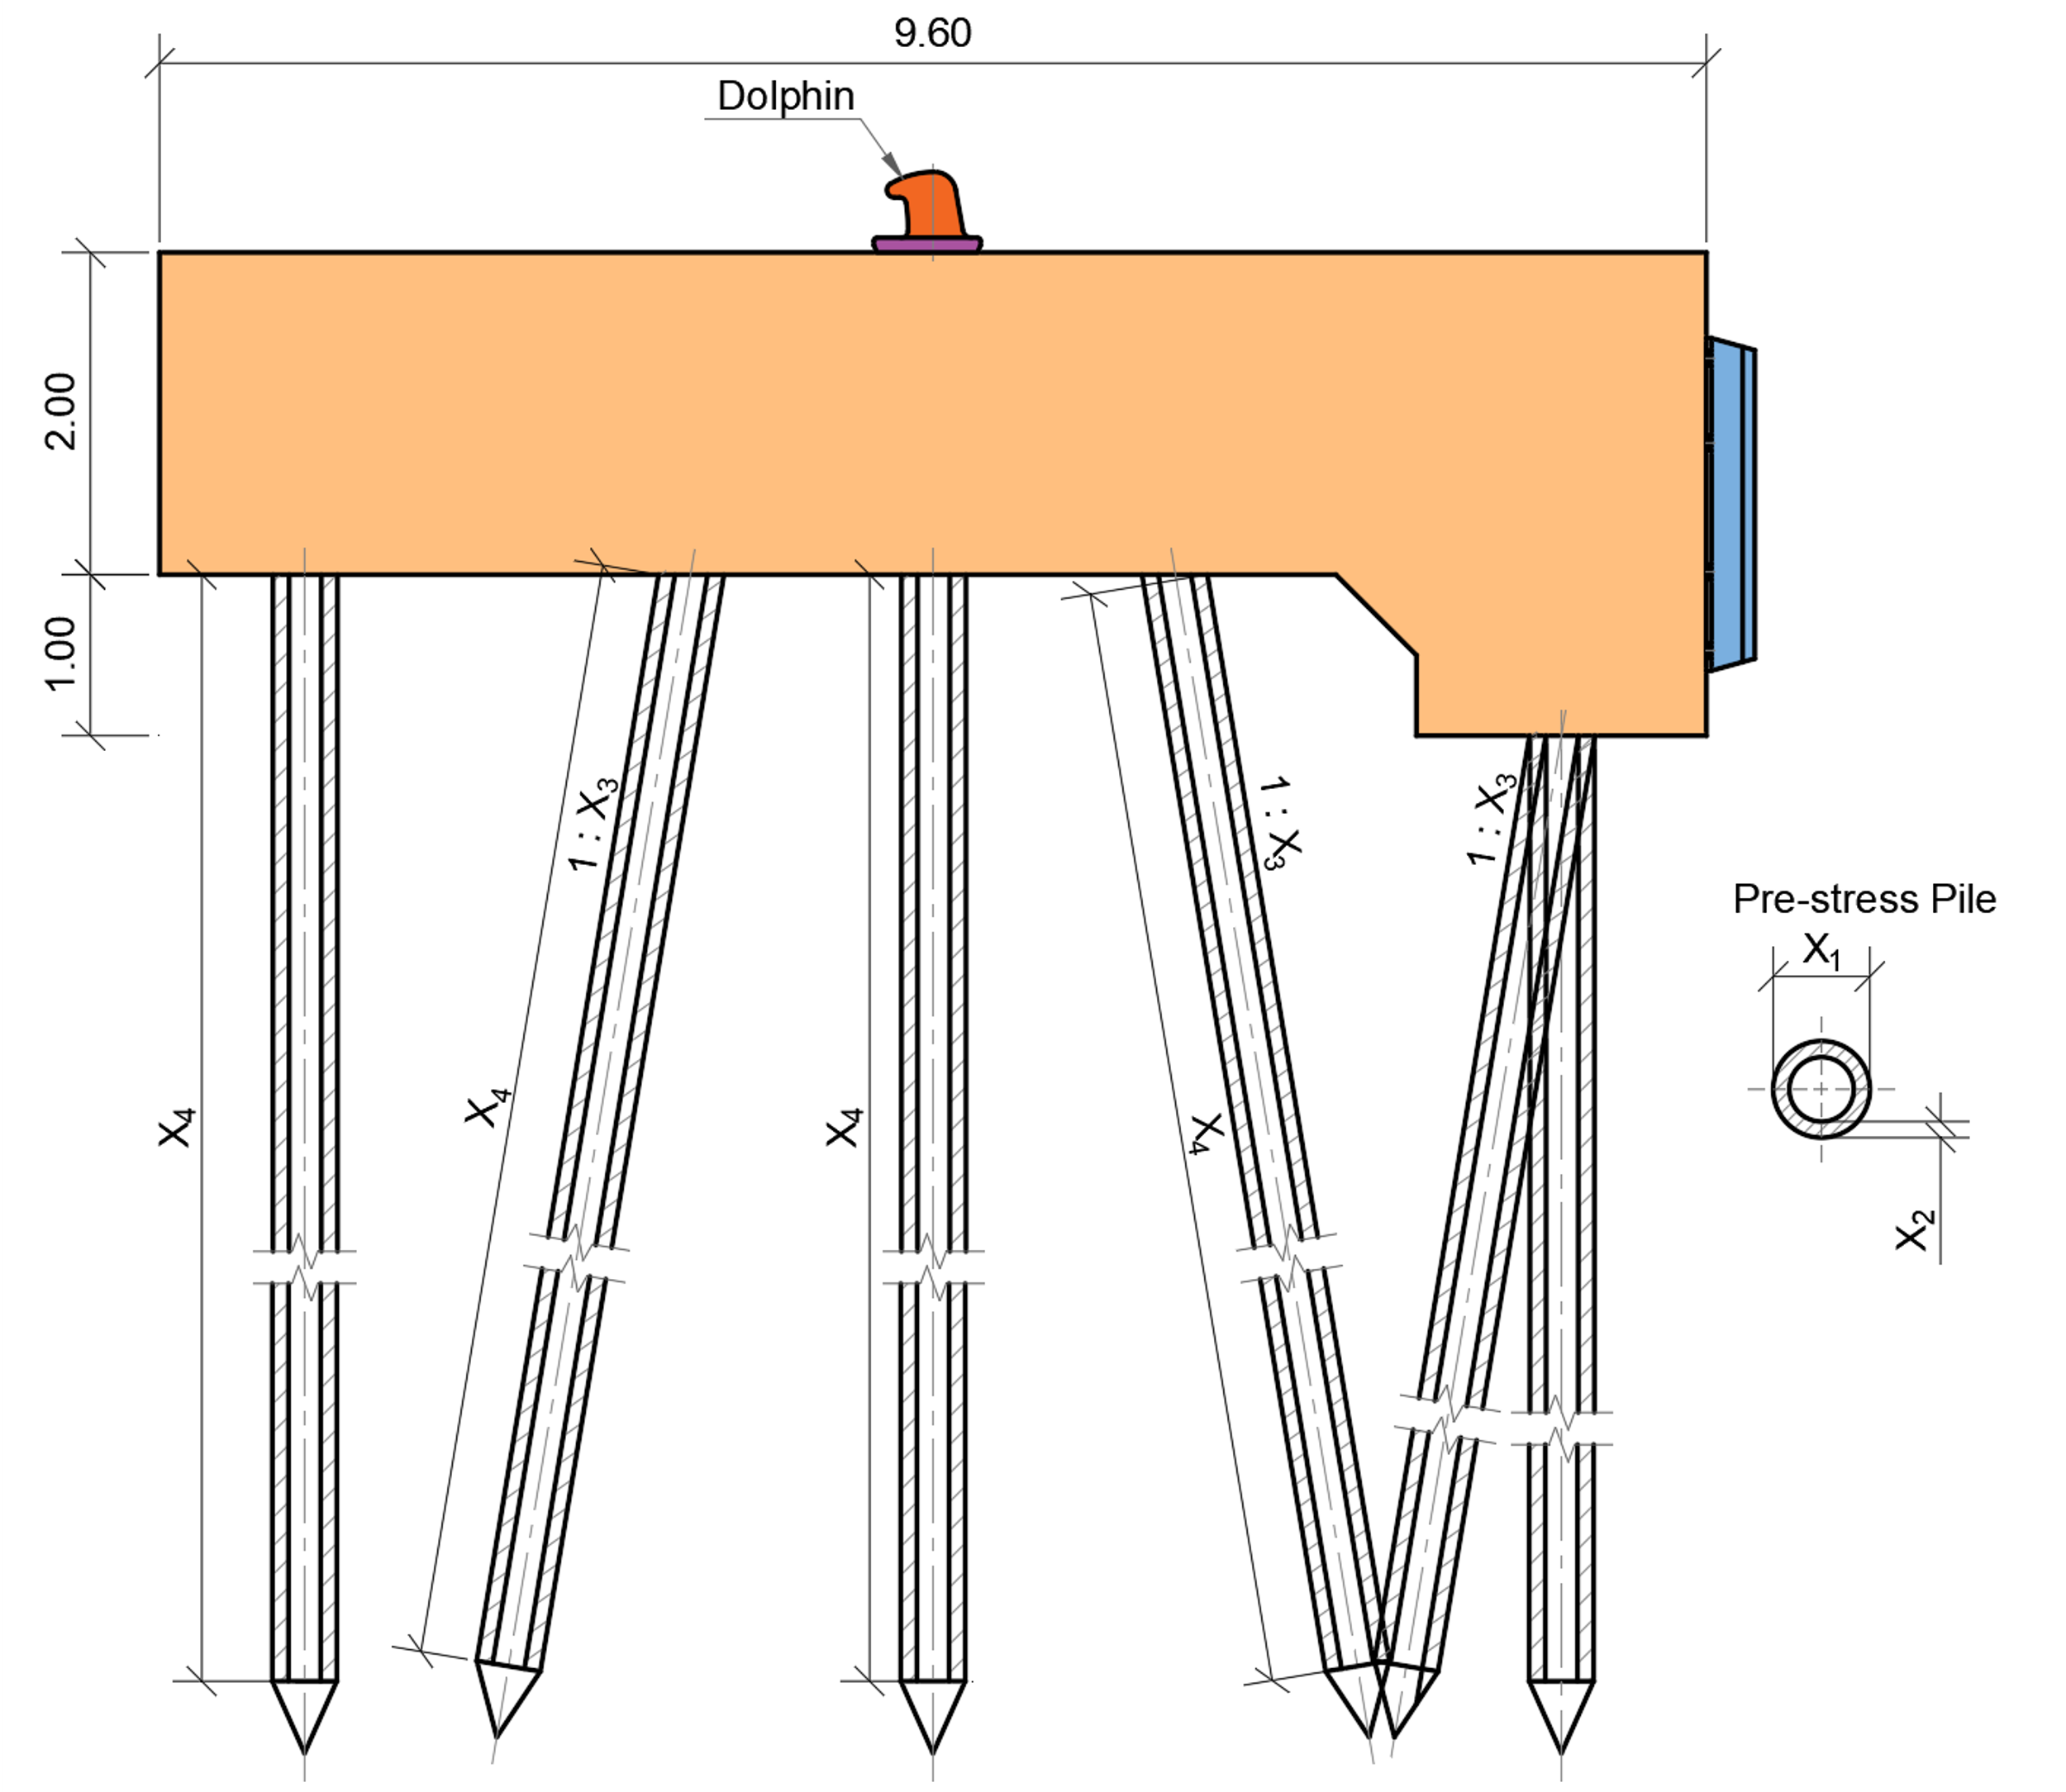 9.60
Dolphin
2.00
1.00
1 : X₃
1 : X₃
1 : X₃
Pre-stress Pile
X₁
X₄
X₄
X₄
X₄
X₂